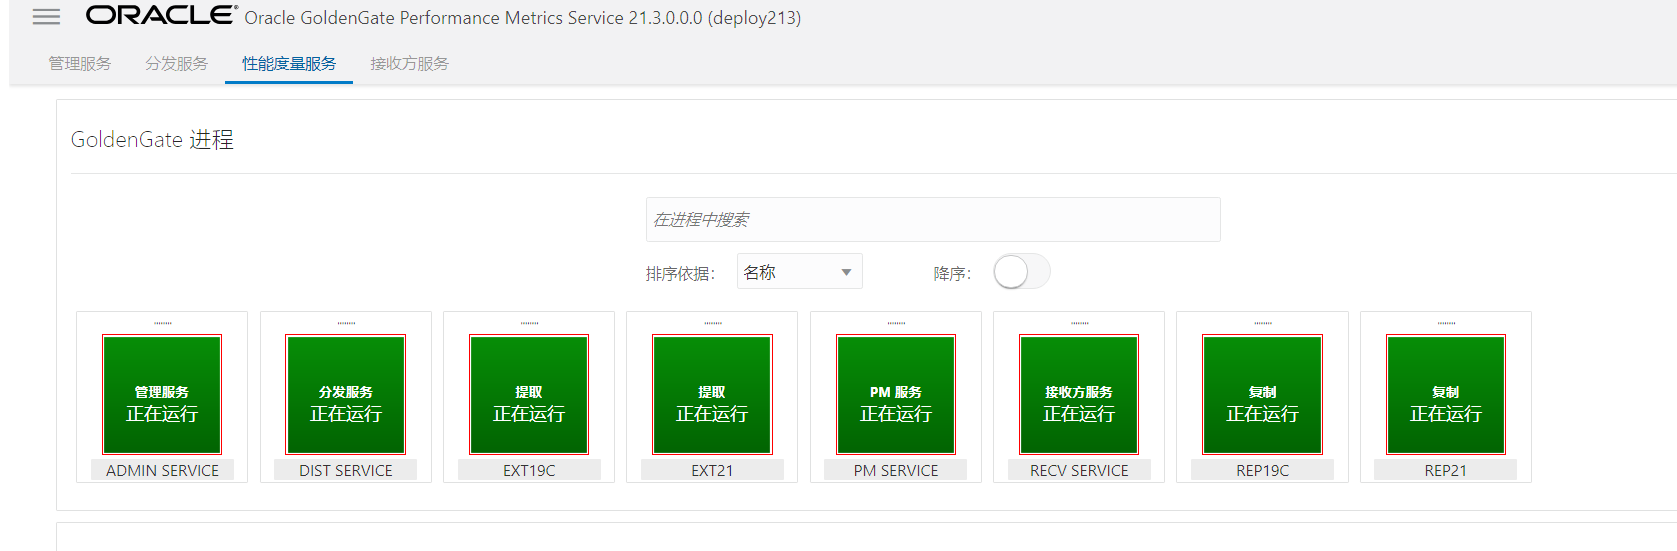 ORACLE® Oracle GoldenGate Performance Metrics Service 21.3.0.0.0 (deploy213)
管理服务 分发服务 性能度量服务 接收方服务
GoldenGate 进程
在进程中搜索
排序依据: 名称 降序:
管理服务 分发服务 提取 提取 PM 服务 接收方服务 复制 复制
正在运行 正在运行 正在运行 正在运行 正在运行 正在运行 正在运行 正在运行
ADMIN SERVICE DIST SERVICE EXT19C EXT21 PM SERVICE RECV SERVICE REP19C REP21